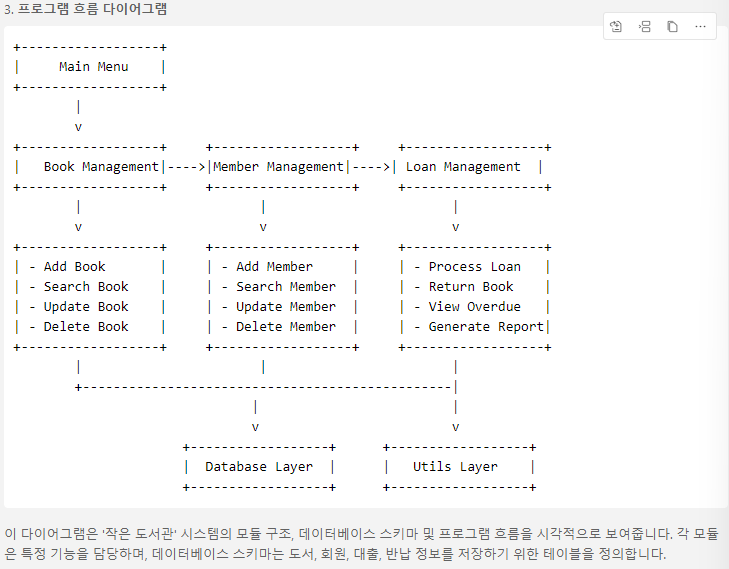 3. 프로그램 흐름 다이어그램
+------------------+
|     Main Menu    |
+------------------+
        |
        v
+------------------+     +------------------+     +------------------+
|   Book Management|---->|Member Management|---->| Loan Management  |
+------------------+     +------------------+     +------------------+
        |                      |                       |
        v                      v                       v
+------------------+     +------------------+     +------------------+
| - Add Book       |     | - Add Member     |     | - Process Loan   |
| - Search Book    |     | - Search Member  |     | - Return Book    |
| - Update Book    |     | - Update Member  |     | - View Overdue   |
| - Delete Book    |     | - Delete Member  |     | - Generate Report|
+------------------+     +------------------+     +------------------+
        |                      |                       |
        +----------------------------------------------|
                              |                        |
                              v                        v
                     +------------------+     +------------------+
                     |  Database Layer  |     |   Utils Layer    |
                     +------------------+     +------------------+
이 다이어그램은 '작은 도서관' 시스템의 모듈 구조, 데이터베이스 스키마 및 프로그램 흐름을 시각적으로 보여줍니다. 각 모듈
은 특정 기능을 담당하며, 데이터베이스 스키마는 도서, 회원, 대출, 반납 정보를 저장하기 위한 테이블을 정의합니다.